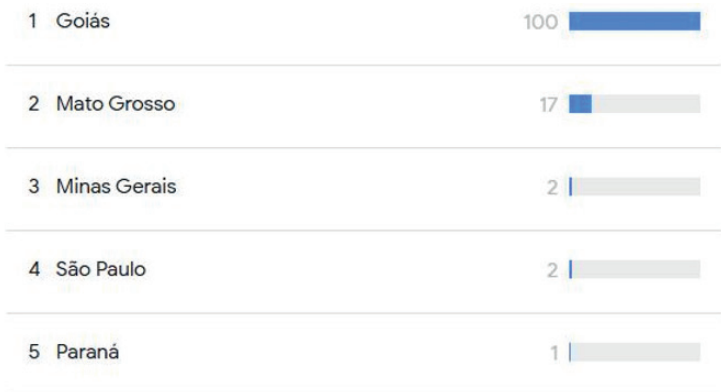 1 Goiás 100
2 Mato Grosso 17
3 Minas Gerais 2
4 São Paulo 2
5 Paraná 1